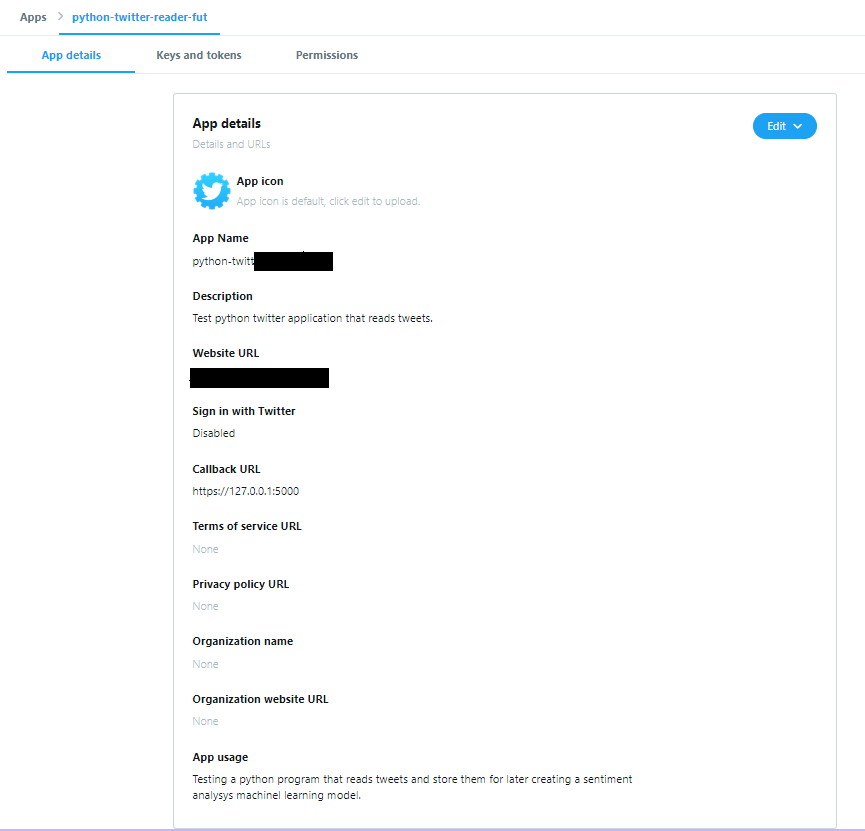 Apps > python-twitter-reader-fut
App details Keys and tokens Permissions
App details
Edit
Details and URLs
App icon
App icon is default, click edit to upload.
App Name
python-twitt
Description
Test python twitter application that reads tweets.
Website URL
Sign in with Twitter
Disabled
Callback URL
https://127.0.0.1:5000
Terms of service URL
None
Privacy policy URL
None
Organization name
None
Organization website URL
None
App usage
Testing a python program that reads tweets and store them for later creating a sentiment
analysys machinel learning model.